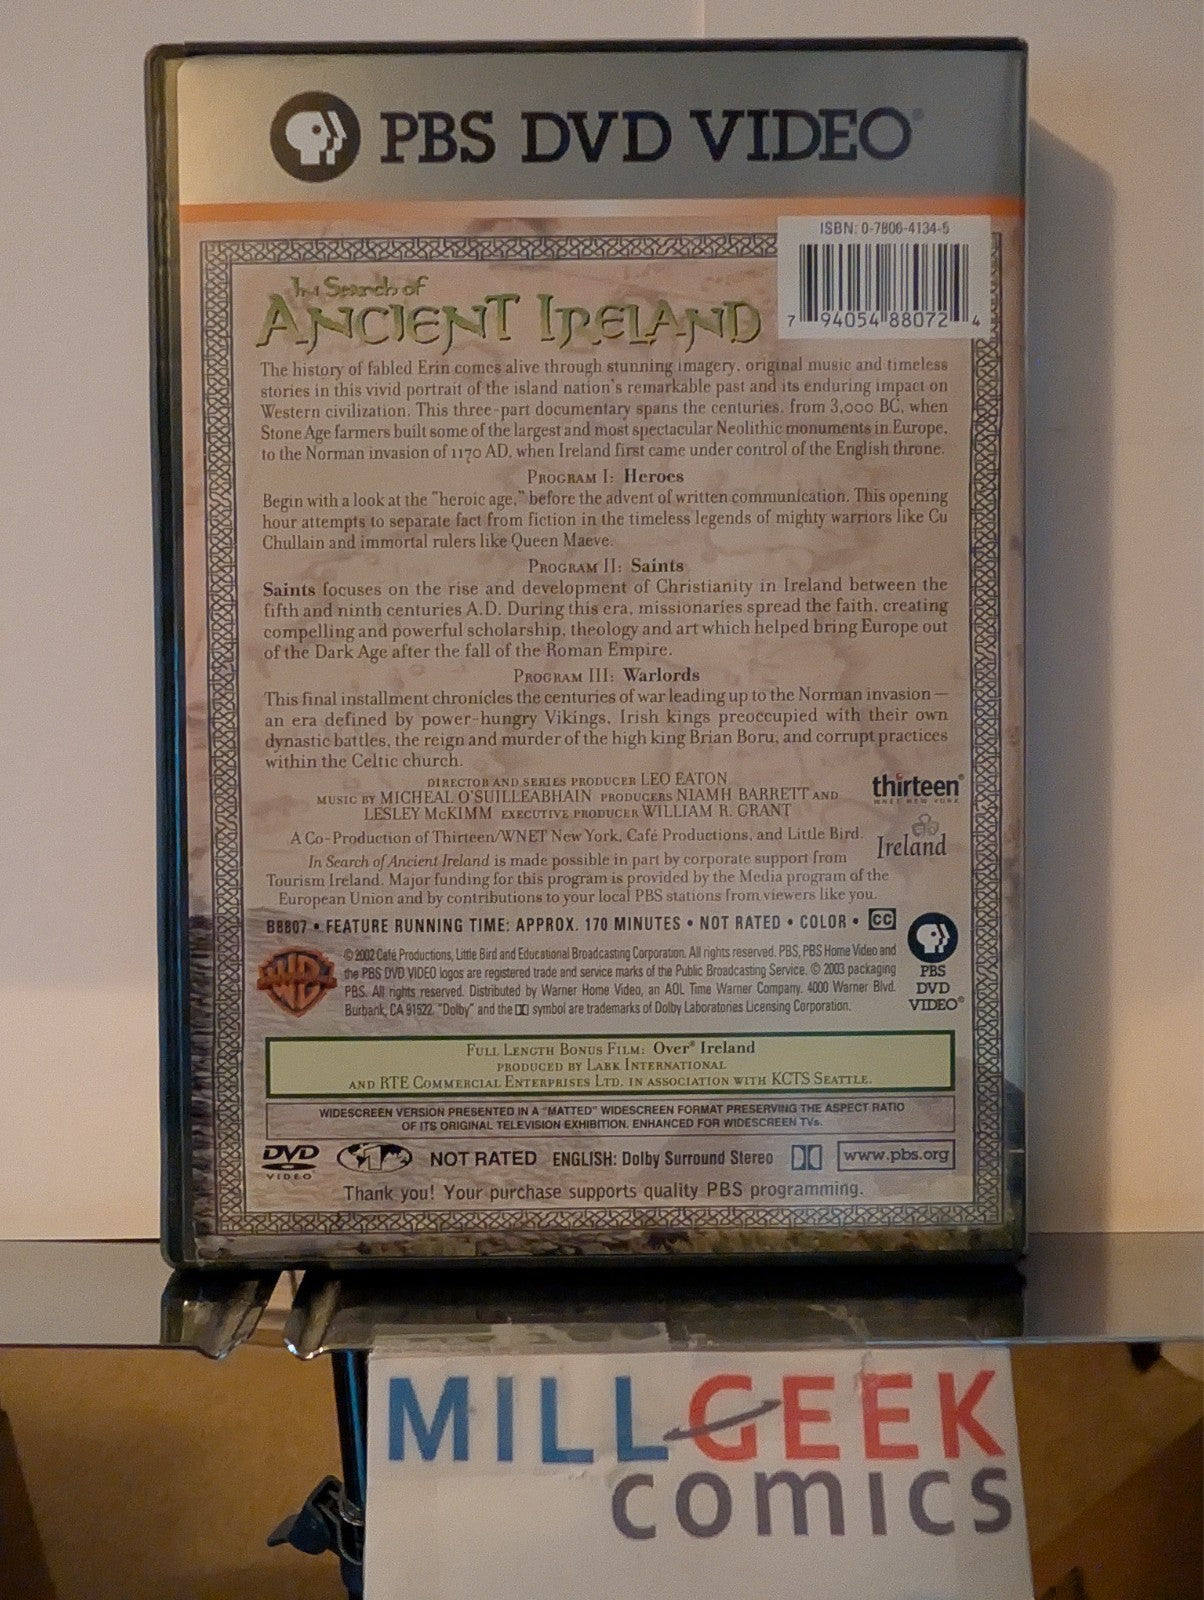 PBS DVD VIDEO®
ISBN: 0-7806-4134-5
7 94054 88072 4
In Search of
ANCIENT IRELAND
The history of fabled Erin comes alive through stunning imagery, original music and timeless
stories in this vivid portrait of the island nation's remarkable past and its enduring impact on
Western civilization. This three-part documentary spans the centuries, from 3,000 BC, when
Stone Age farmers built some of the largest and most spectacular Neolithic monuments in Europe,
to the Norman invasion of 1170 AD, when Ireland first came under control of the English throne.
PROGRAM I: Heroes
Begin with a look at the "heroic age," before the advent of written communication. This opening
hour attempts to separate fact from fiction in the timeless legends of mighty warriors like Cu
Chullain and immortal rulers like Queen Maeve.
PROGRAM II: Saints
Saints focuses on the rise and development of Christianity in Ireland between the
fifth and ninth centuries A.D. During this era, missionaries spread the faith, creating
compelling and powerful scholarship, theology and art which helped bring Europe out
of the Dark Age after the fall of the Roman Empire.
PROGRAM III: Warlords
This final installment chronicles the centuries of war leading up to the Norman invasion —
an era defined by power-hungry Vikings, Irish kings preoccupied with their own
dynastic battles, the reign and murder of the high king Brian Boru, and corrupt practices
within the Celtic church.
DIRECTOR AND SERIES PRODUCER LEO EATON
MUSIC BY MICHEAL O'SUILLEABHAIN PRODUCERS NIAMH BARRETT AND
LESLEY McKIMM EXECUTIVE PRODUCER WILLIAM R. GRANT
thirteen®
WNET NEW YORK
A Co-Production of Thirteen/WNET New York, Café Productions, and Little Bird.
Ireland
In Search of Ancient Ireland is made possible in part by corporate support from
Tourism Ireland. Major funding for this program is provided by the Media program of the
European Union and by contributions to your local PBS stations from viewers like you.
B8807 • FEATURE RUNNING TIME: APPROX. 170 MINUTES • NOT RATED • COLOR • CC
WB
© 2002 Café Productions, Little Bird and Educational Broadcasting Corporation. All rights reserved. PBS, PBS Home Video and
the PBS DVD VIDEO logos are registered trade and service marks of the Public Broadcasting Service. © 2003 packaging
PBS. All rights reserved. Distributed by Warner Home Video, an AOL Time Warner Company. 4000 Warner Blvd.
Burbank, CA 91522. "Dolby" and the DD symbol are trademarks of Dolby Laboratories Licensing Corporation.
PBS
DVD
VIDEO®
FULL LENGTH BONUS FILM: Over® Ireland
PRODUCED BY LARK INTERNATIONAL
AND RTE COMMERCIAL ENTERPRISES LTD. IN ASSOCIATION WITH KCTS SEATTLE.
WIDESCREEN VERSION PRESENTED IN A "MATTED" WIDESCREEN FORMAT PRESERVING THE ASPECT RATIO
OF ITS ORIGINAL TELEVISION EXHIBITION. ENHANCED FOR WIDESCREEN TVs.
DVD VIDEO 1 NOT RATED ENGLISH: Dolby Surround Stereo www.pbs.org
Thank you! Your purchase supports quality PBS programming.
MILLGEEK
comics